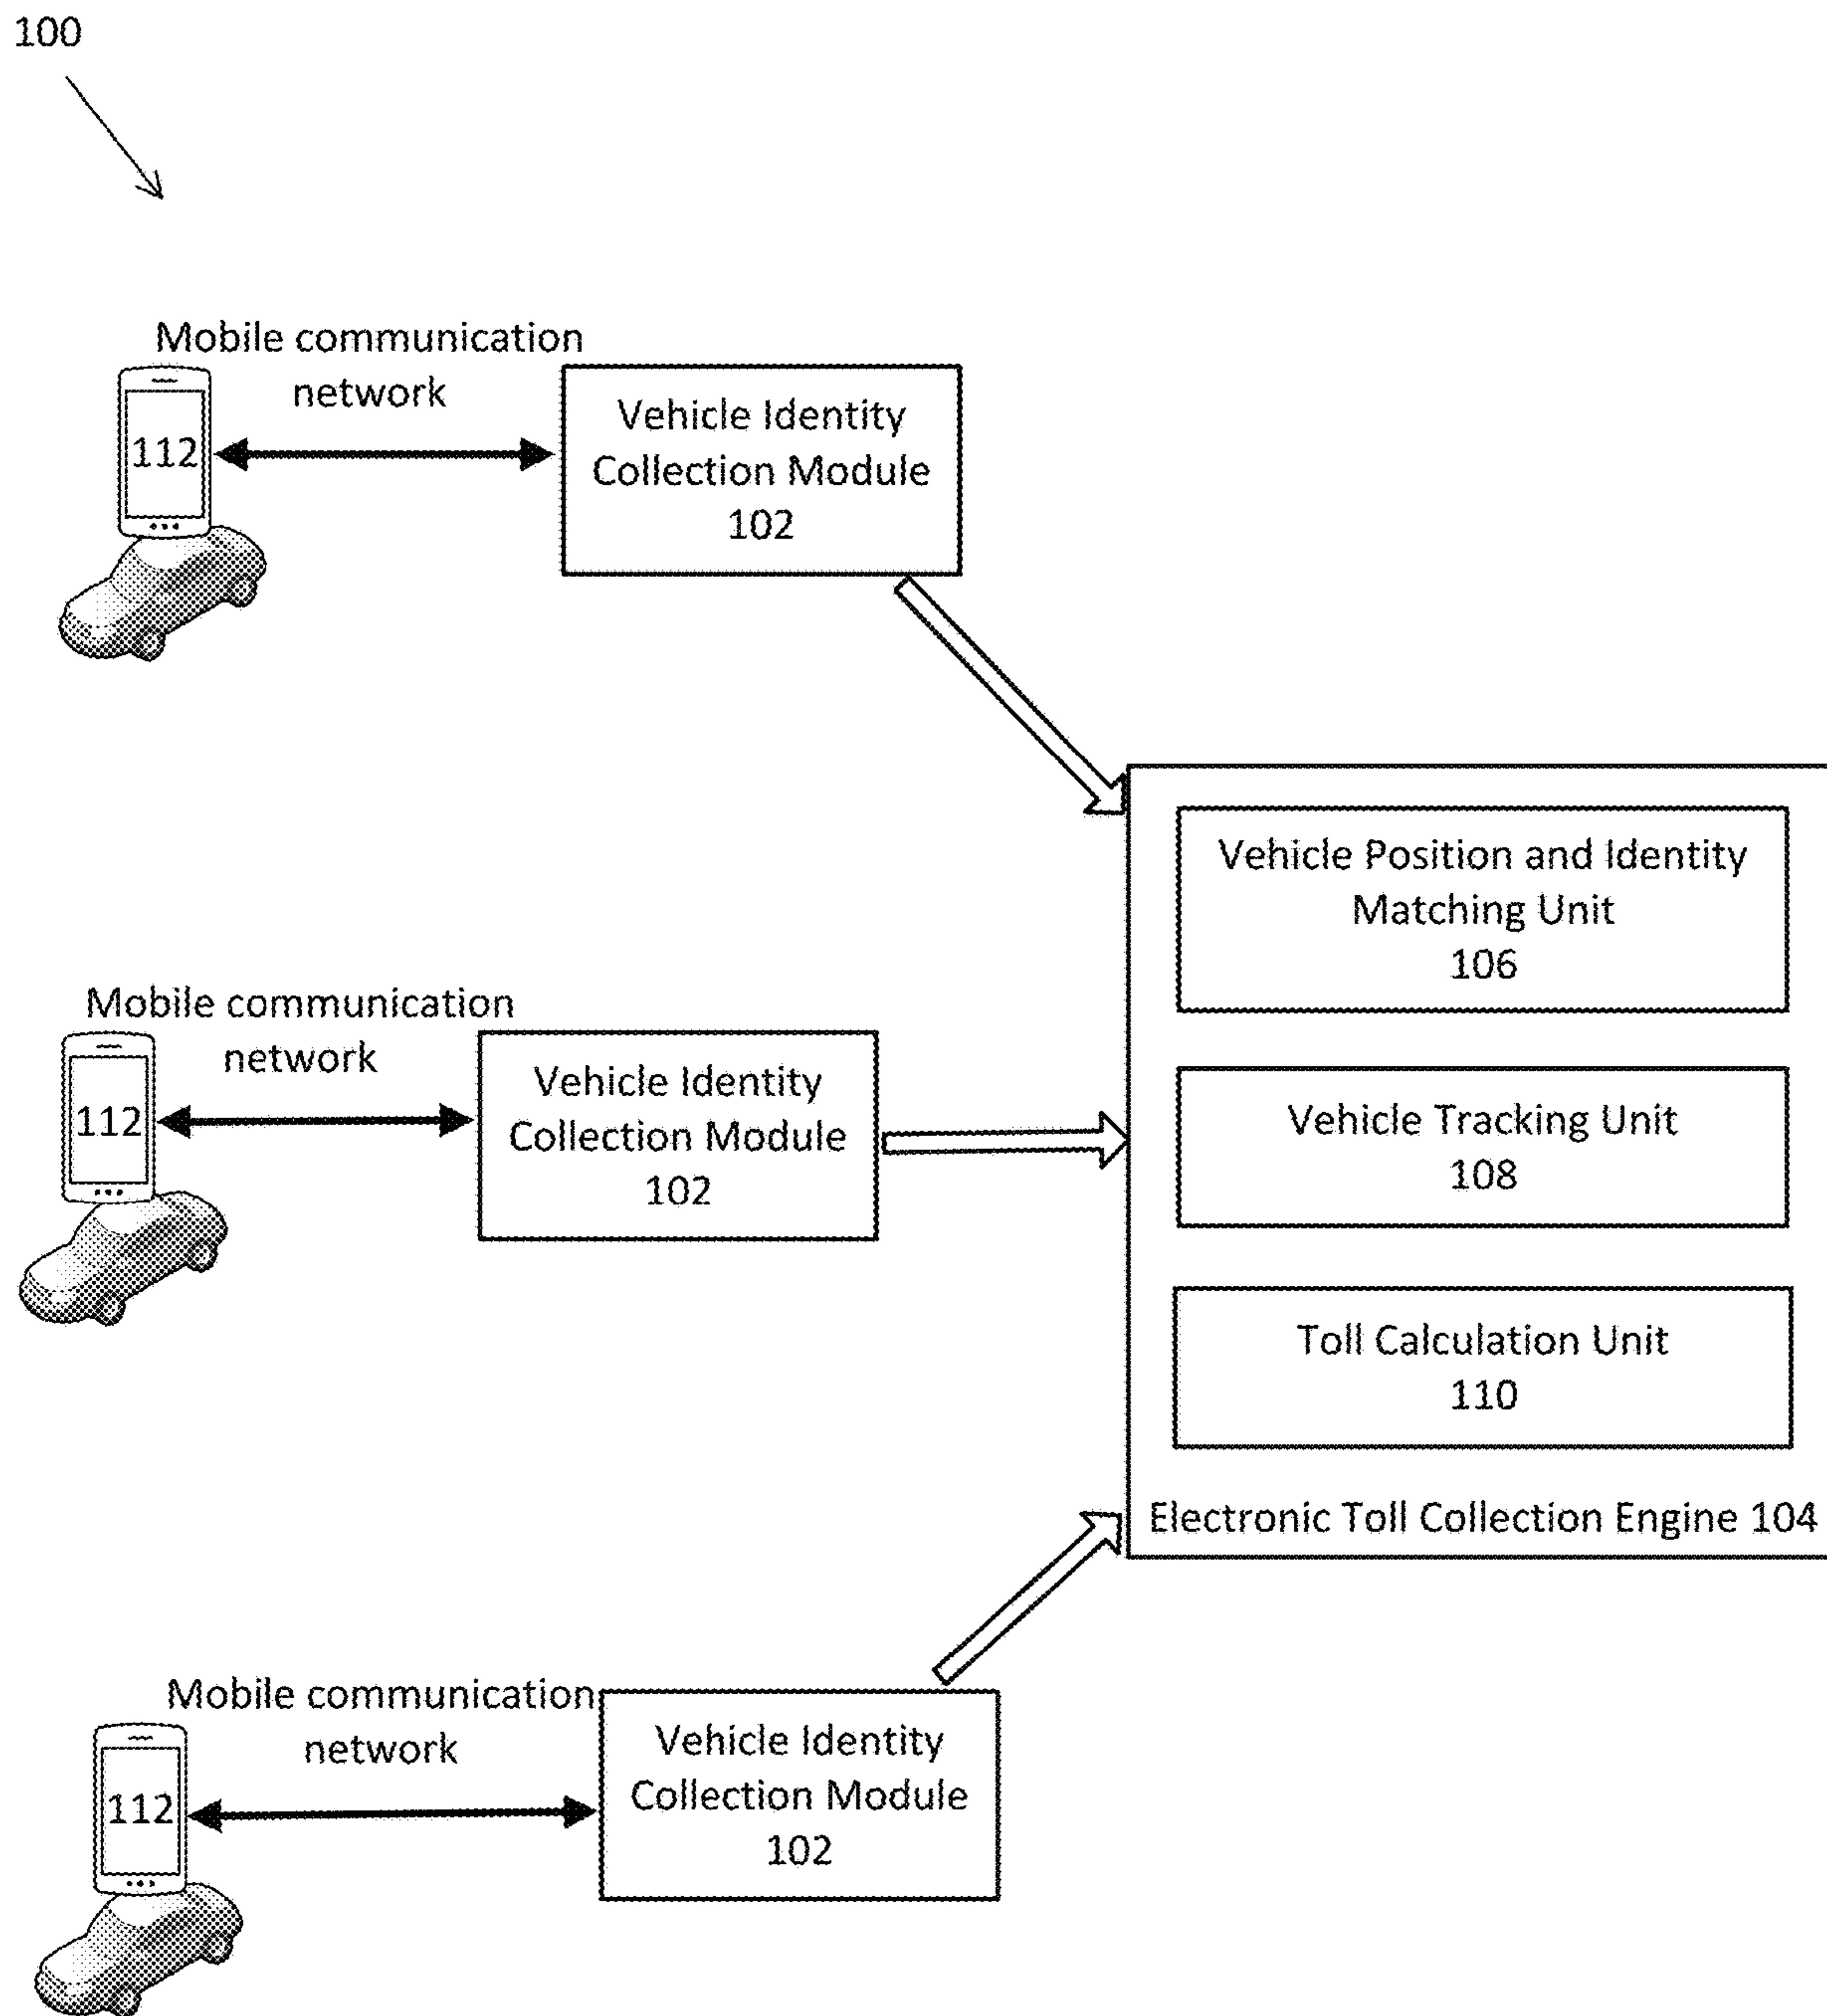 100
Mobile communication
network
112
Vehicle Identity
Collection Module
102
Vehicle Position and Identity
Matching Unit
106
Mobile communication
network
112
Vehicle Identity
Collection Module
102
Vehicle Tracking Unit
108
Toll Calculation Unit
110
Electronic Toll Collection Engine 104
Mobile communication
network
112
Vehicle Identity
Collection Module
102